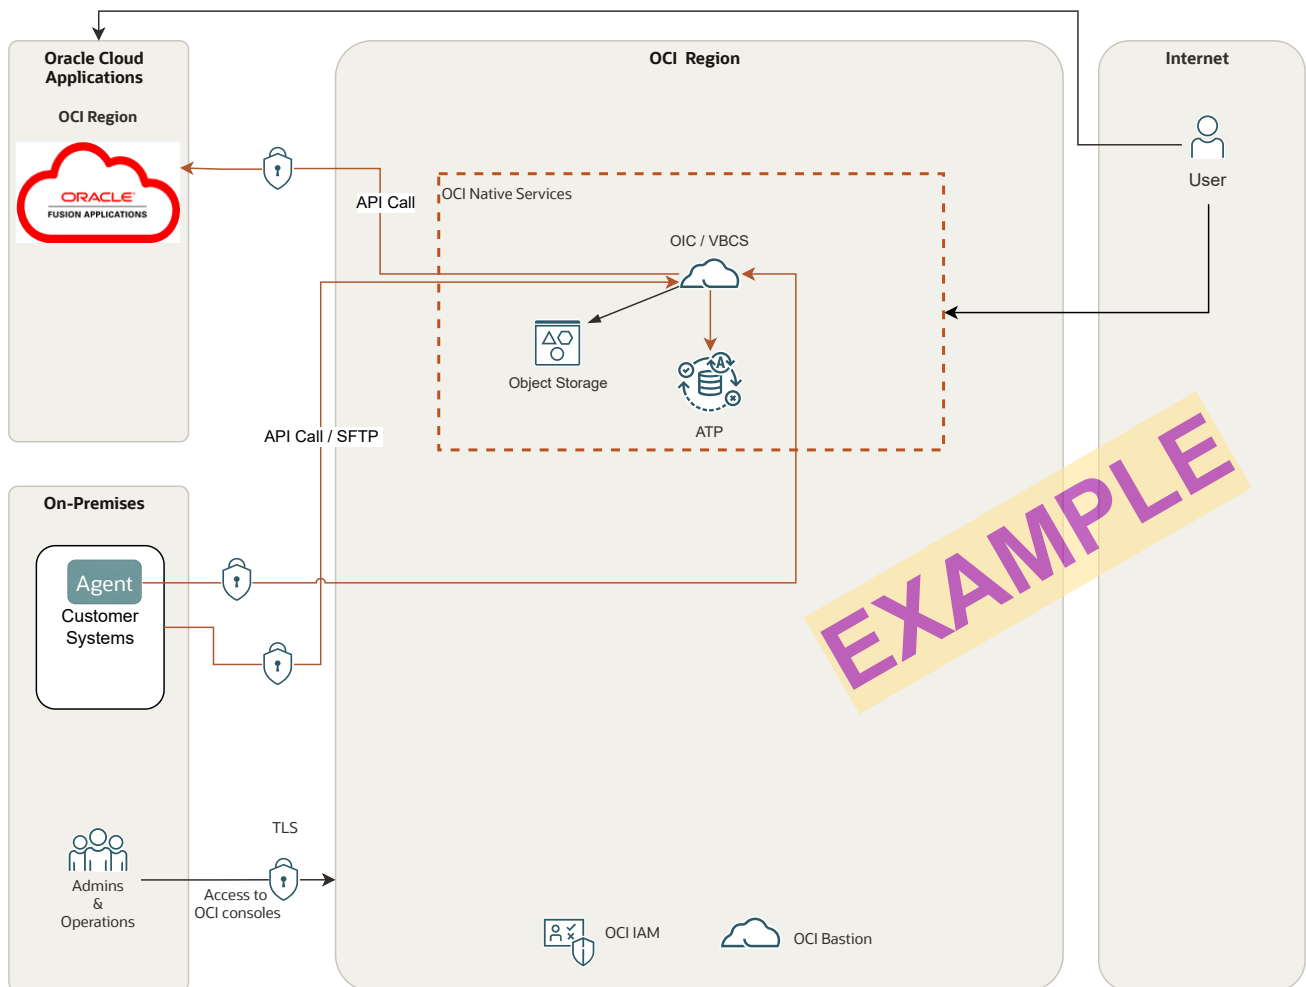 Oracle Cloud
Applications
OCI Region
ORACLE
FUSION APPLICATIONS
OCI Region
Internet
User
API Call
OCI Native Services
OIC / VBCS
Object Storage
A
ATP
API Call / SFTP
On-Premises
Agent
Customer
Systems
EXAMPLE
TLS
Admins
&
Operations
Access to
OCI consoles
OCI IAM
OCI Bastion